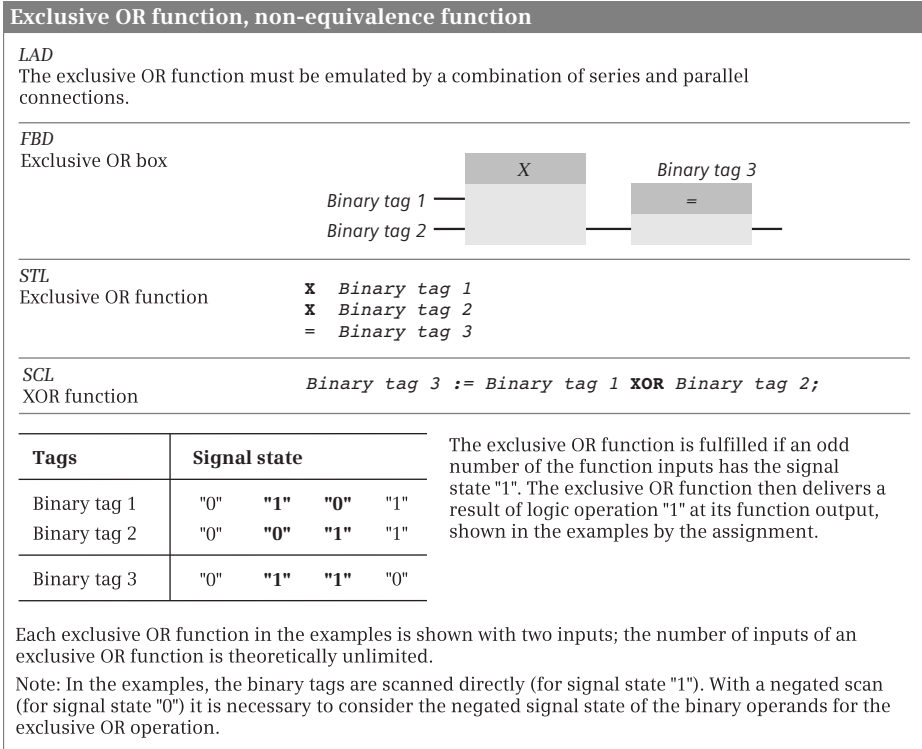 Exclusive OR function, non-equivalence function
LAD
The exclusive OR function must be emulated by a combination of series and parallel
connections.
FBD
Exclusive OR box
X
Binary tag 3
Binary tag 1
=
Binary tag 2
STL
Exclusive OR function
X Binary tag 1
X Binary tag 2
= Binary tag 3
SCL
XOR function
Binary tag 3 := Binary tag 1 XOR Binary tag 2;
Tags Signal state
Binary tag 1 "0" "1" "0" "1"
Binary tag 2 "0" "0" "1" "1"
Binary tag 3 "0" "1" "1" "0"
The exclusive OR function is fulfilled if an odd
number of the function inputs has the signal
state "1". The exclusive OR function then delivers a
result of logic operation "1" at its function output,
shown in the examples by the assignment.
Each exclusive OR function in the examples is shown with two inputs; the number of inputs of an
exclusive OR function is theoretically unlimited.
Note: In the examples, the binary tags are scanned directly (for signal state "1"). With a negated scan
(for signal state "0") it is necessary to consider the negated signal state of the binary operands for the
exclusive OR operation.